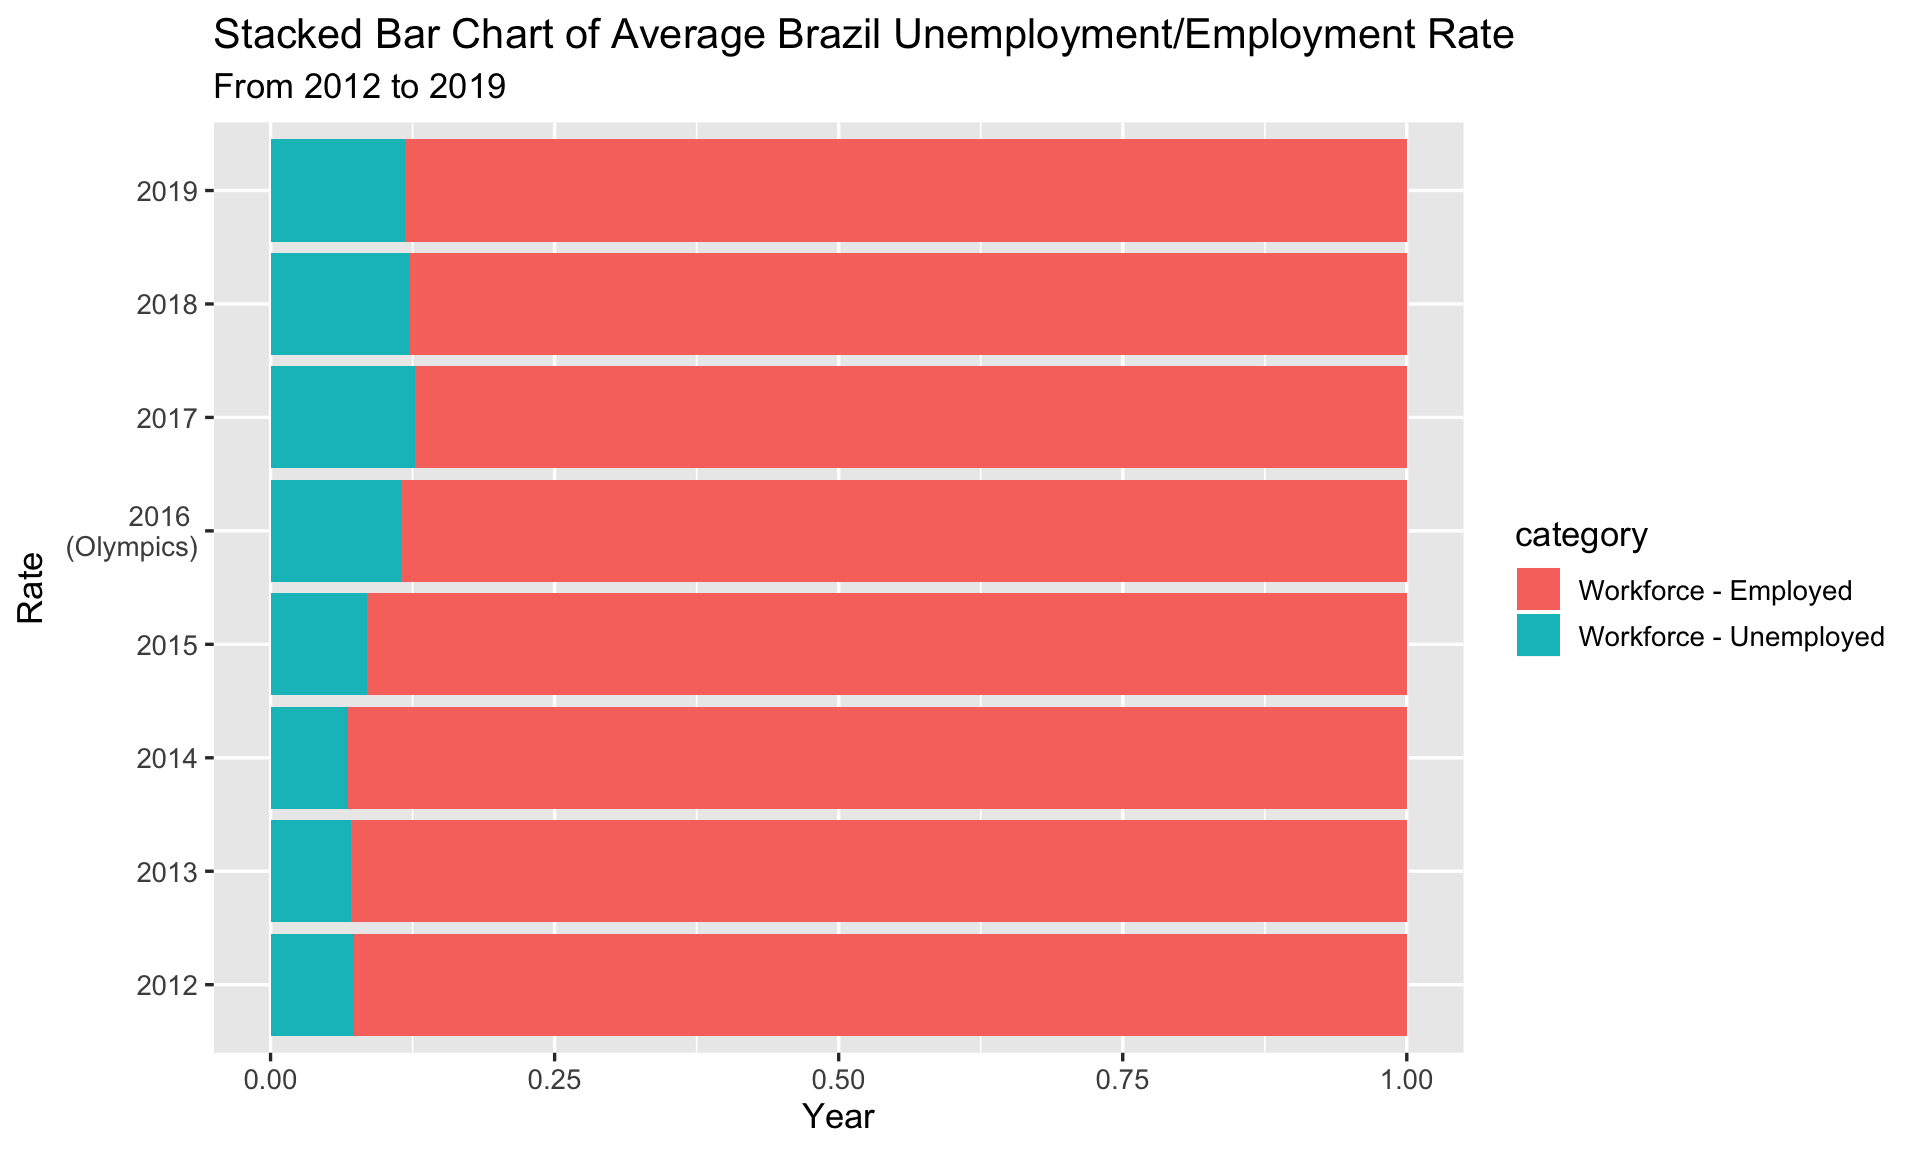 Stacked Bar Chart of Average Brazil Unemployment/Employment Rate
From 2012 to 2019
Rate
2019
2018
2017
2016
(Olympics)
2015
2014
2013
2012
0.00
0.25
0.50
0.75
1.00
Year
category
Workforce - Employed
Workforce - Unemployed